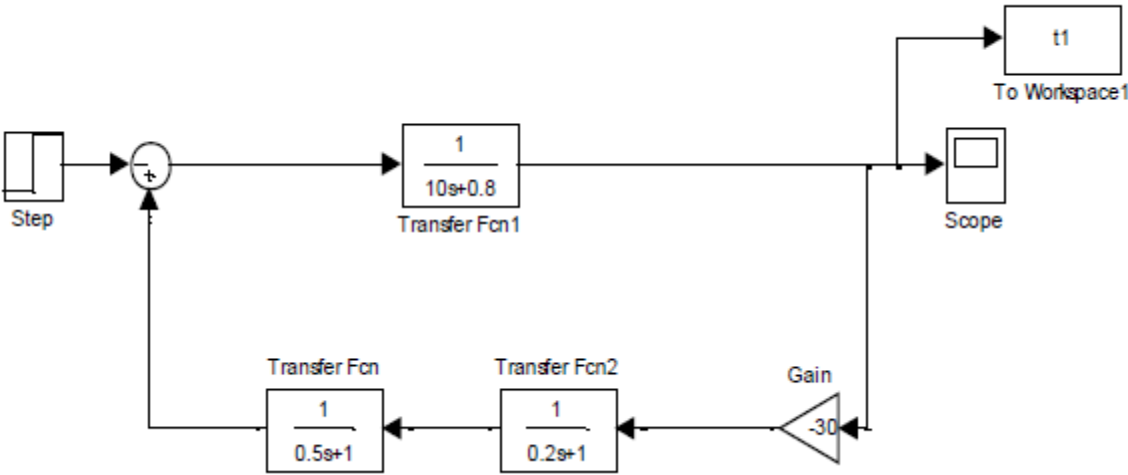 t1
To Workspace1
Step
−
+
1
10s+0.8
Transfer Fcn1
Scope
Transfer Fcn
1
0.5s+1
Transfer Fcn2
1
0.2s+1
Gain
-30